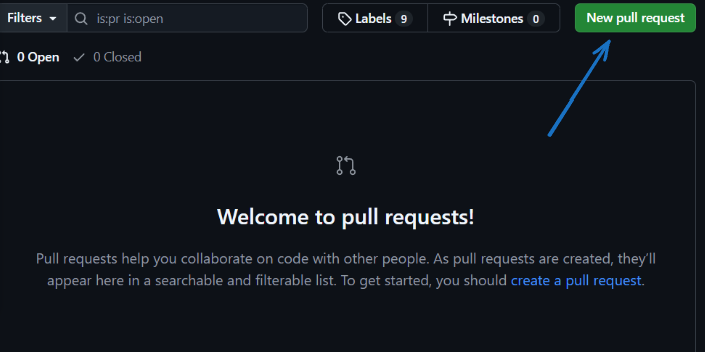 Filters is:pr is:open Labels 9 Milestones 0 New pull request
0 Open 0 Closed
Welcome to pull requests!
Pull requests help you collaborate on code with other people. As pull requests are created, they'll
appear here in a searchable and filterable list. To get started, you should create a pull request.